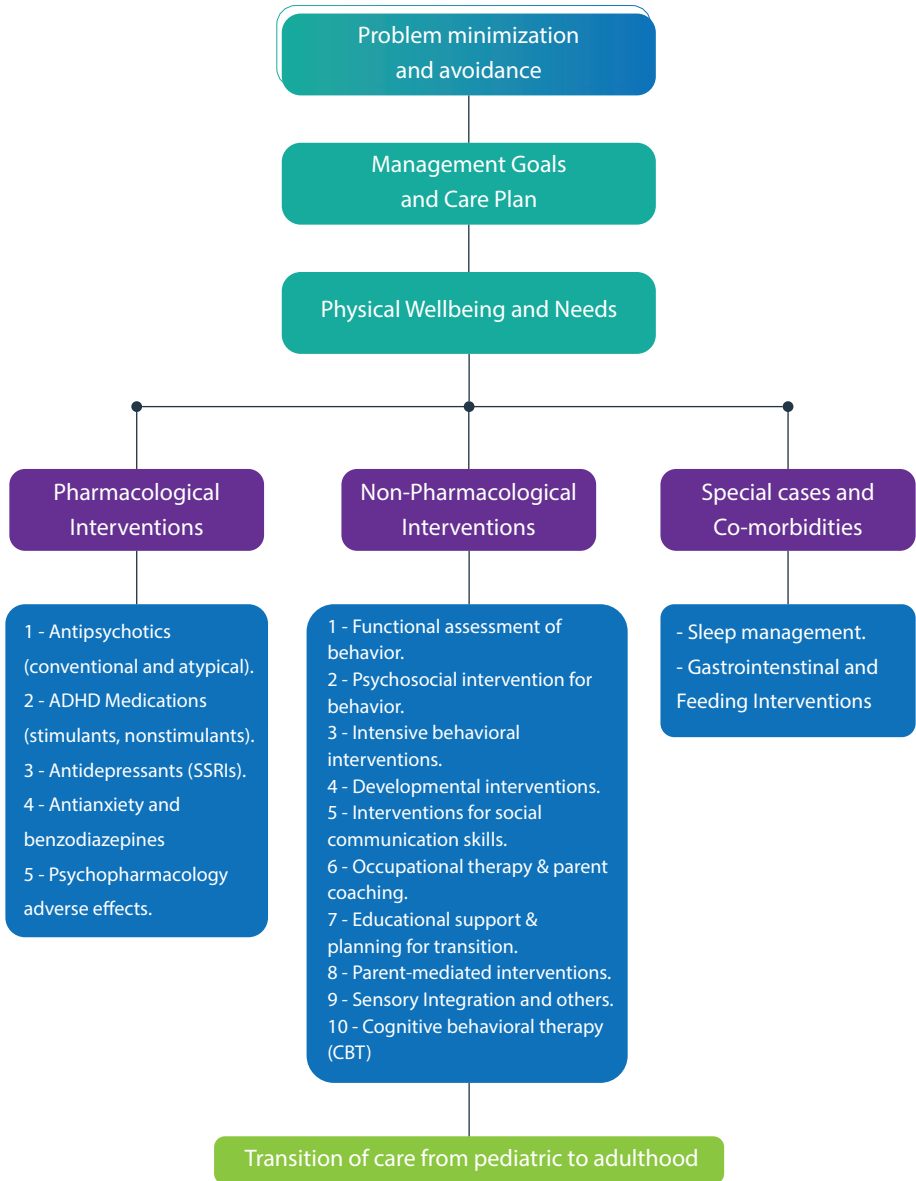 Problem minimization
and avoidance
Management Goals
and Care Plan
Physical Wellbeing and Needs
Pharmacological
Interventions
Non-Pharmacological
Interventions
Special cases and
Co-morbidities
1 - Antipsychotics
(conventional and atypical).
2 - ADHD Medications
(stimulants, nonstimulants).
3 - Antidepressants (SSRIs).
4 - Antianxiety and
benzodiazepines
5 - Psychopharmacology
adverse effects.
1 - Functional assessment of
behavior.
2 - Psychosocial intervention for
behavior.
3 - Intensive behavioral
interventions.
4 - Developmental interventions.
5 - Interventions for social
communication skills.
6 - Occupational therapy & parent
coaching.
7 - Educational support &
planning for transition.
8 - Parent-mediated interventions.
9 - Sensory Integration and others.
10 - Cognitive behavioral therapy
(CBT)
- Sleep management.
- Gastrointenstinal and
Feeding Interventions
Transition of care from pediatric to adulthood